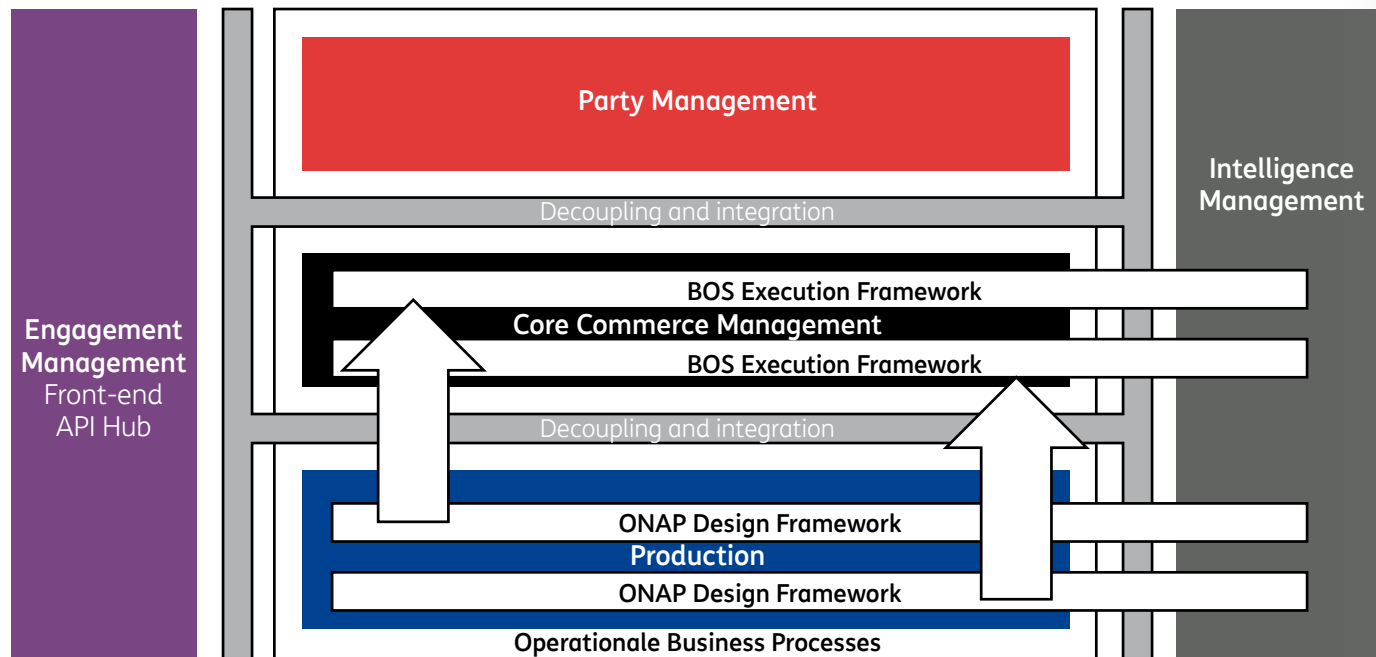 Party Management
Intelligence
Management
Decoupling and integration
BOS Execution Framework
Core Commerce Management
BOS Execution Framework
Engagement
Management
Front-end
API Hub
Decoupling and integration
ONAP Design Framework
Production
ONAP Design Framework
Operationale Business Processes